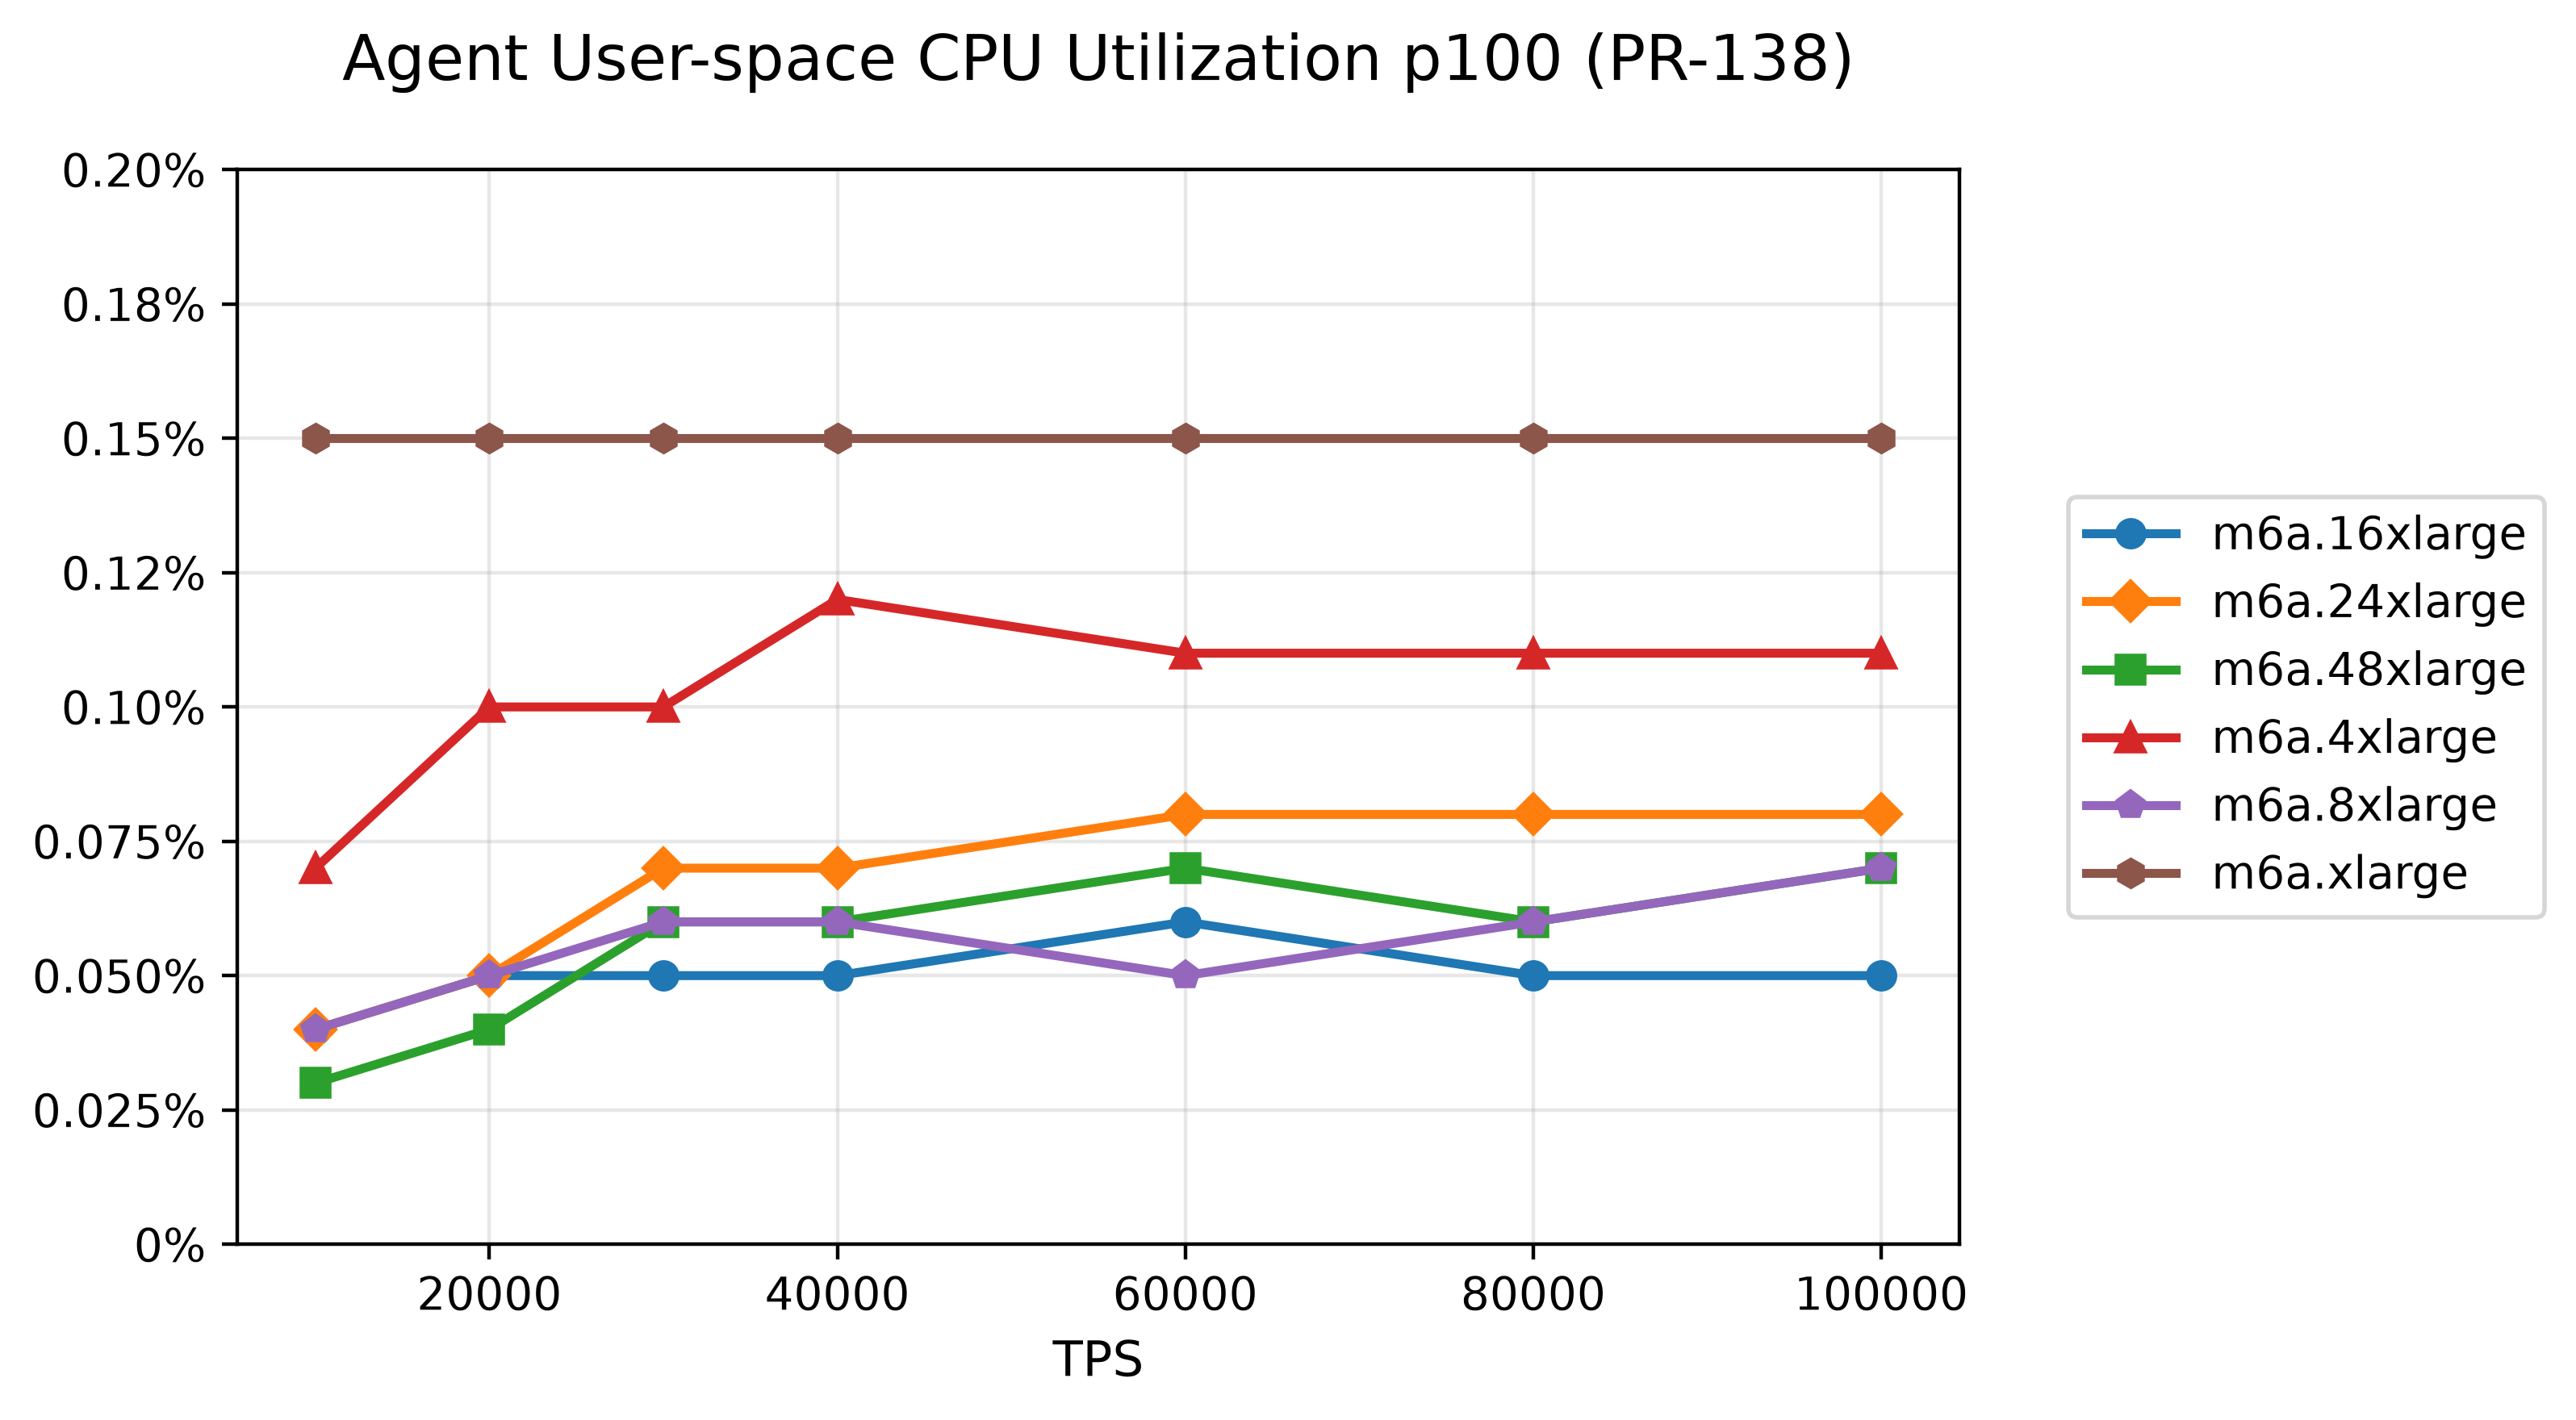 Agent User-space CPU Utilization p100 (PR-138)
0.20%
0.18%
0.15%
0.12%
0.10%
0.075%
0.050%
0.025%
0%
20000 40000 60000 80000 100000
TPS
m6a.16xlarge
m6a.24xlarge
m6a.48xlarge
m6a.4xlarge
m6a.8xlarge
m6a.xlarge